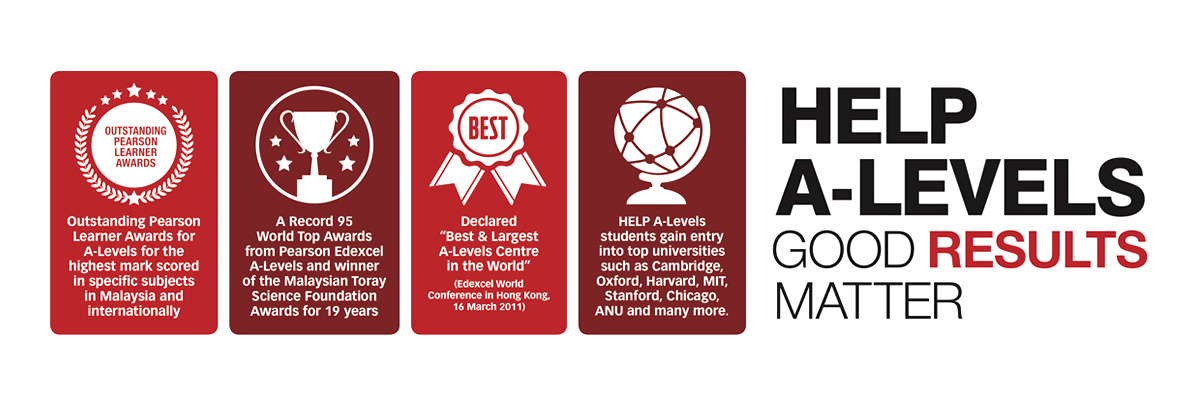 OUTSTANDING
PEARSON
LEARNER
AWARDS
Outstanding Pearson
Learner Awards for
A-Levels for the
highest mark scored
in specific subjects
in Malaysia and
internationally
A Record 95
World Top Awards
from Pearson Edexcel
A-Levels and winner
of the Malaysian Toray
Science Foundation
Awards for 19 years
BEST
Declared
“Best & Largest
A-Levels Centre
in the World”
(Edexcel World
Conference in Hong Kong,
16 March 2011)
HELP A-Levels
students gain entry
into top universities
such as Cambridge,
Oxford, Harvard, MIT,
Stanford, Chicago,
ANU and many more.
HELP
A-LEVELS
GOOD RESULTS
MATTER